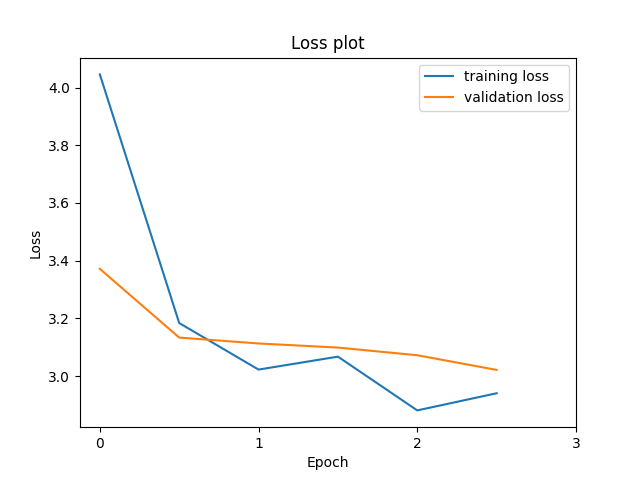 Loss plot
training loss
validation loss
Loss
4.0
3.8
3.6
3.4
3.2
3.0
0 1 2 3
Epoch